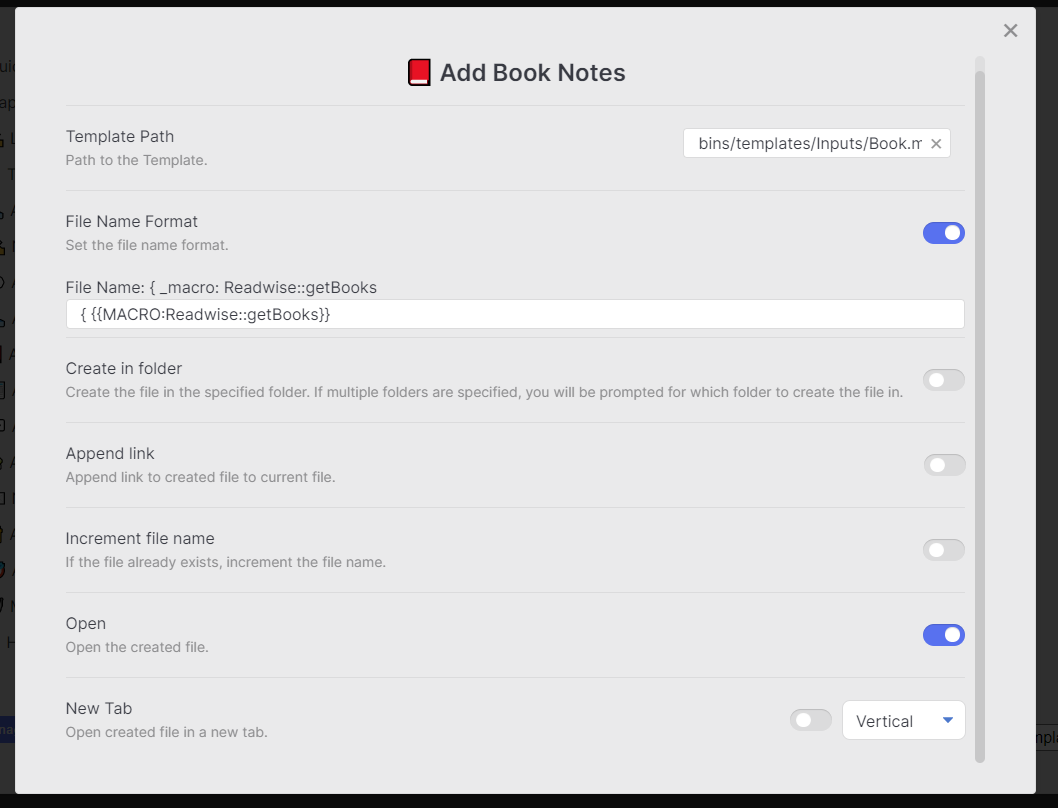 Add Book Notes
Template Path
Path to the Template.
bins/templates/Inputs/Book.m
File Name Format
Set the file name format.
File Name: { _macro: Readwise::getBooks
{ {{MACRO:Readwise::getBooks}}
Create in folder
Create the file in the specified folder. If multiple folders are specified, you will be prompted for which folder to create the file in.
Append link
Append link to created file to current file.
Increment file name
If the file already exists, increment the file name.
Open
Open the created file.
New Tab
Open created file in a new tab.
Vertical